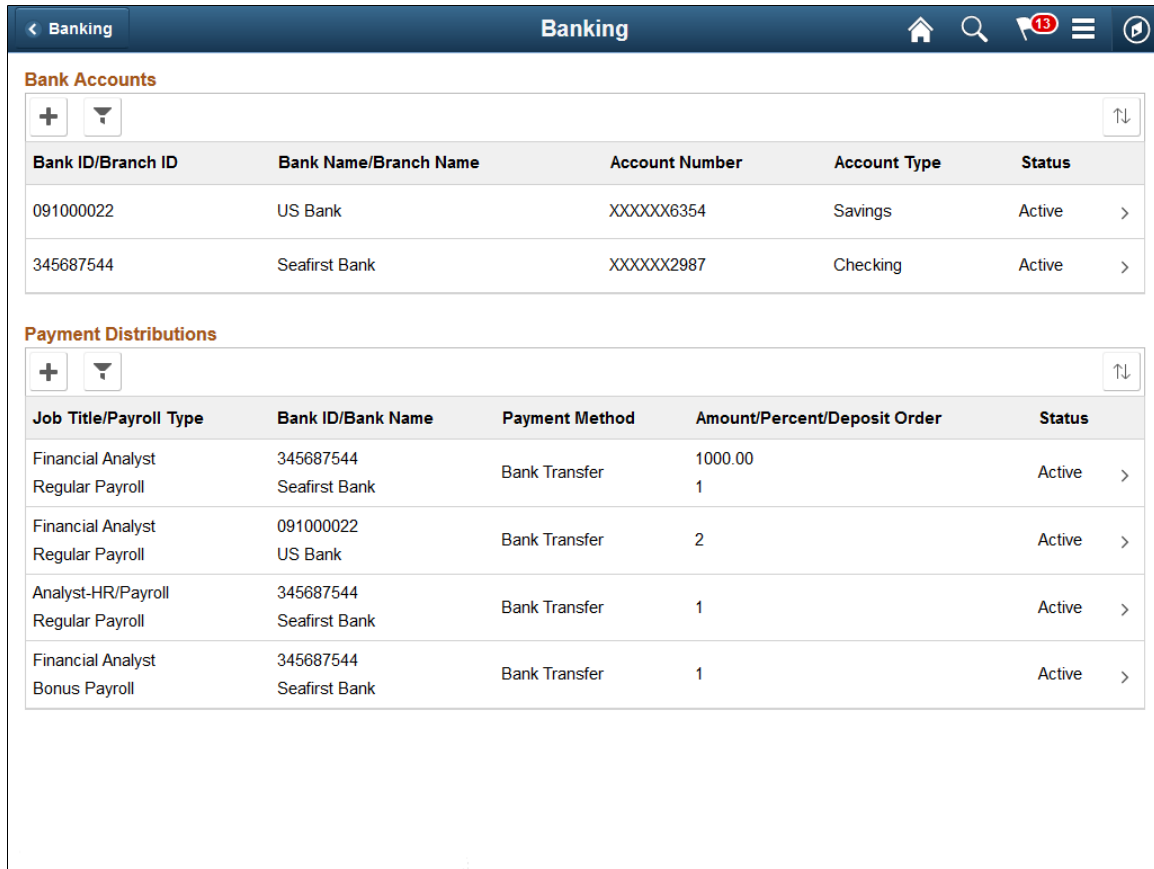 Banking Banking 13
Bank Accounts
Bank ID/Branch ID Bank Name/Branch Name Account Number Account Type Status
091000022 US Bank XXXXXX6354 Savings Active
345687544 Seafirst Bank XXXXXX2987 Checking Active
Payment Distributions
Job Title/Payroll Type Bank ID/Bank Name Payment Method Amount/Percent/Deposit Order Status
Financial Analyst 345687544 1000.00
Bank Transfer Active
Regular Payroll Seafirst Bank 1
Financial Analyst 091000022
Bank Transfer 2 Active
Regular Payroll US Bank
Analyst-HR/Payroll 345687544
Bank Transfer 1 Active
Regular Payroll Seafirst Bank
Financial Analyst 345687544
Bank Transfer 1 Active
Bonus Payroll Seafirst Bank